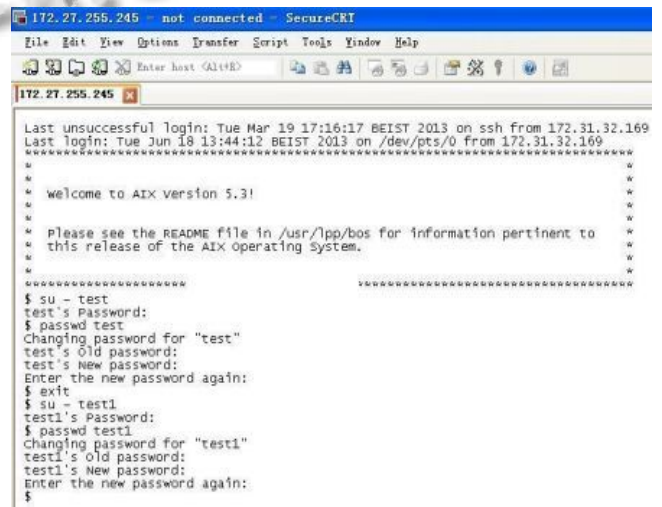 172.27.255.245 - not connected - SecureCRT
File Edit View Options Transfer Script Tools Window Help
Enter host <Alt+R>
172.27.255.245
Last unsuccessful login: Tue Mar 19 17:16:17 BEIST 2013 on ssh from 172.31.32.169
Last login: Tue Jun 18 13:44:12 BEIST 2013 on /dev/pts/0 from 172.31.32.169
*******************************************************************************
* *
* *
* Welcome to AIX Version 5.3! *
* *
* *
* Please see the README file in /usr/lpp/bos for information pertinent to *
* this release of the AIX Operating System. *
* *
* *
********************* ************************************
$ su - test
test's Password:
$ passwd test
Changing password for "test"
test's Old password:
test's New password:
Enter the new password again:
$ exit
$ su - test1
test1's Password:
$ passwd test1
Changing password for "test1"
test1's Old password:
test1's New password:
Enter the new password again:
$